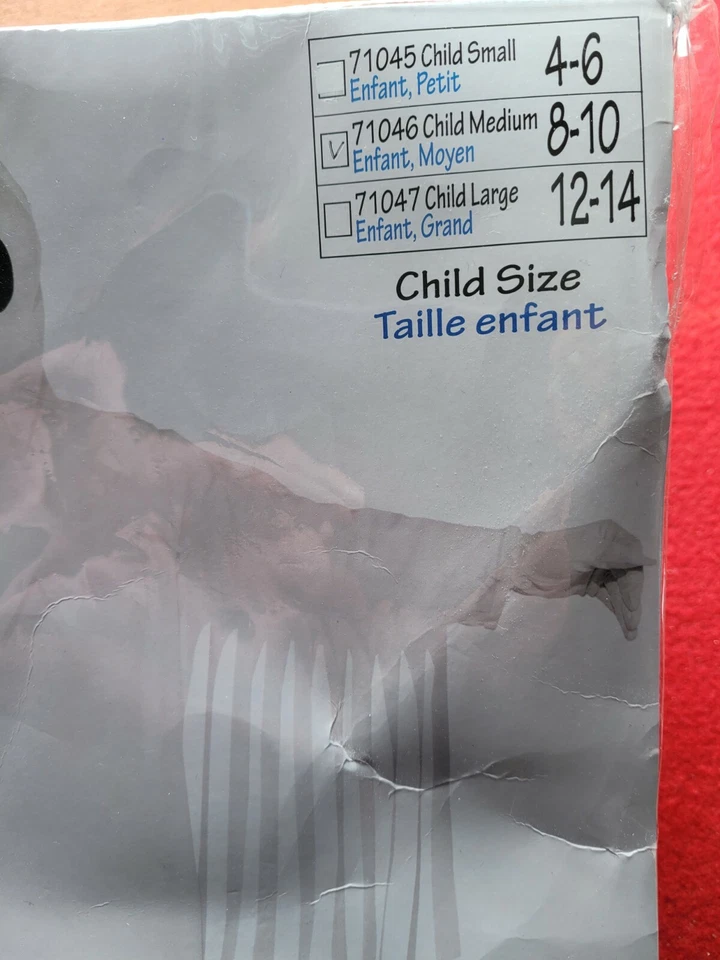 71045 Child Small 4-6
Enfant, Petit
71046 Child Medium 8-10
Enfant, Moyen
71047 Child Large 12-14
Enfant, Grand
Child Size
Taille enfant